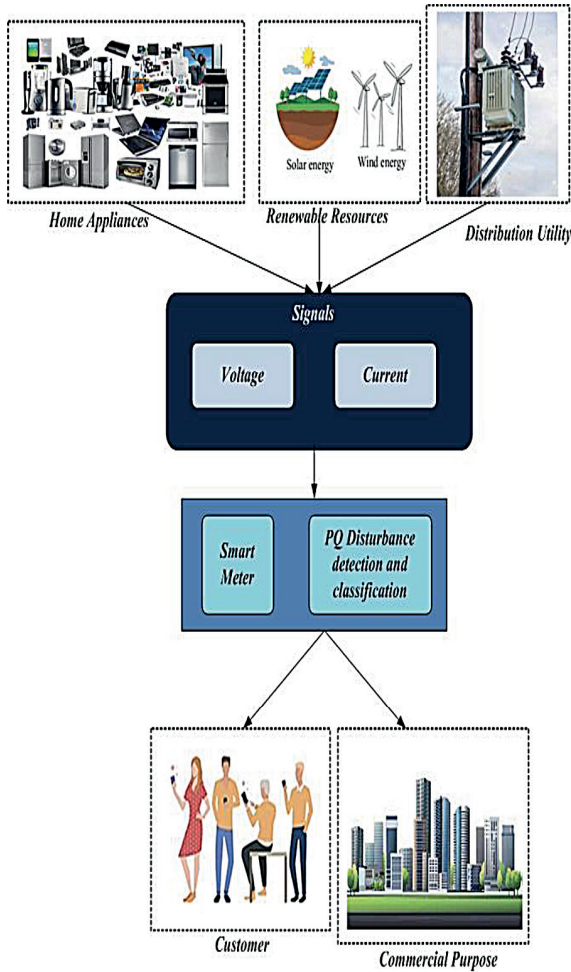 Solar energy
Wind energy
Home Appliances
Renewable Resources
Distribution Utility
Signals
Voltage
Current
Smart
Meter
PQ Disturbance
detection and
classification
Customer
Commercial Purpose